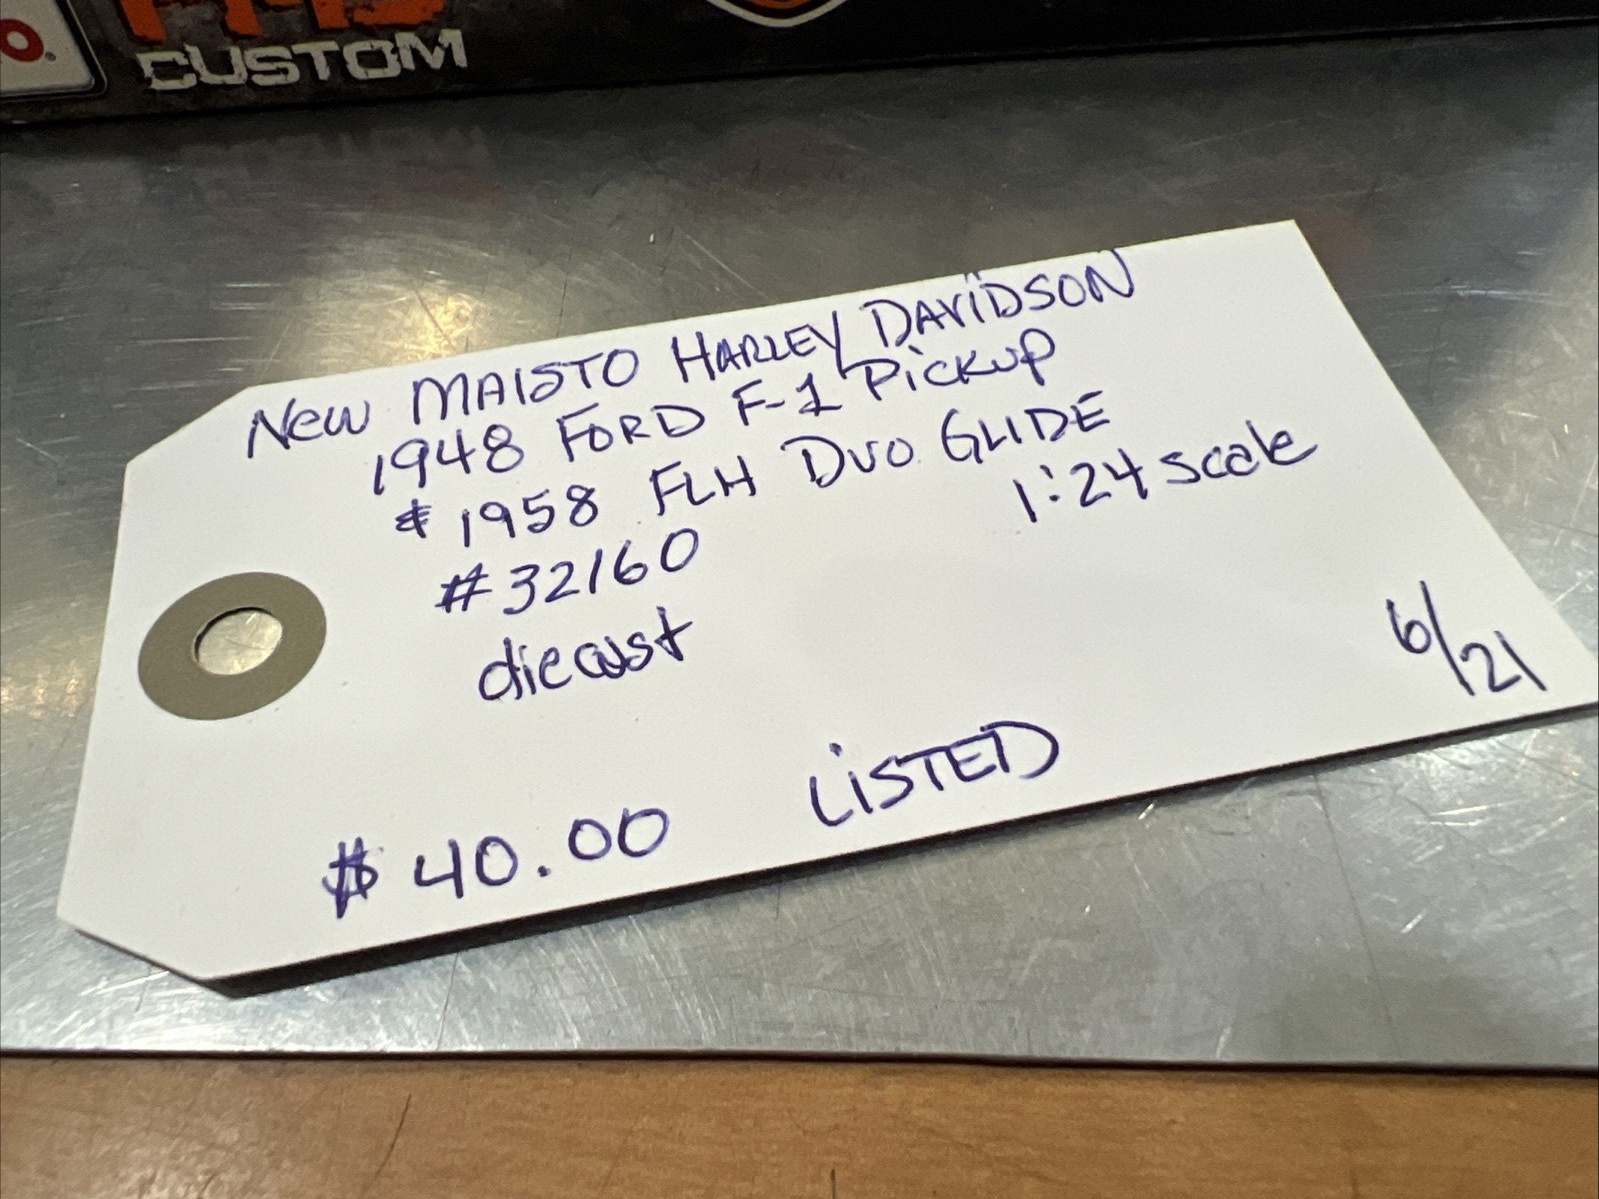 CUSTOM
New MAISTO HARLEY DAVIDSON
1948 FORD F-1 Pickup
& 1958 FLH DUO GLIDE
1:24 scale
#32160
diecast
6/21
LiSTED
$ 40.00